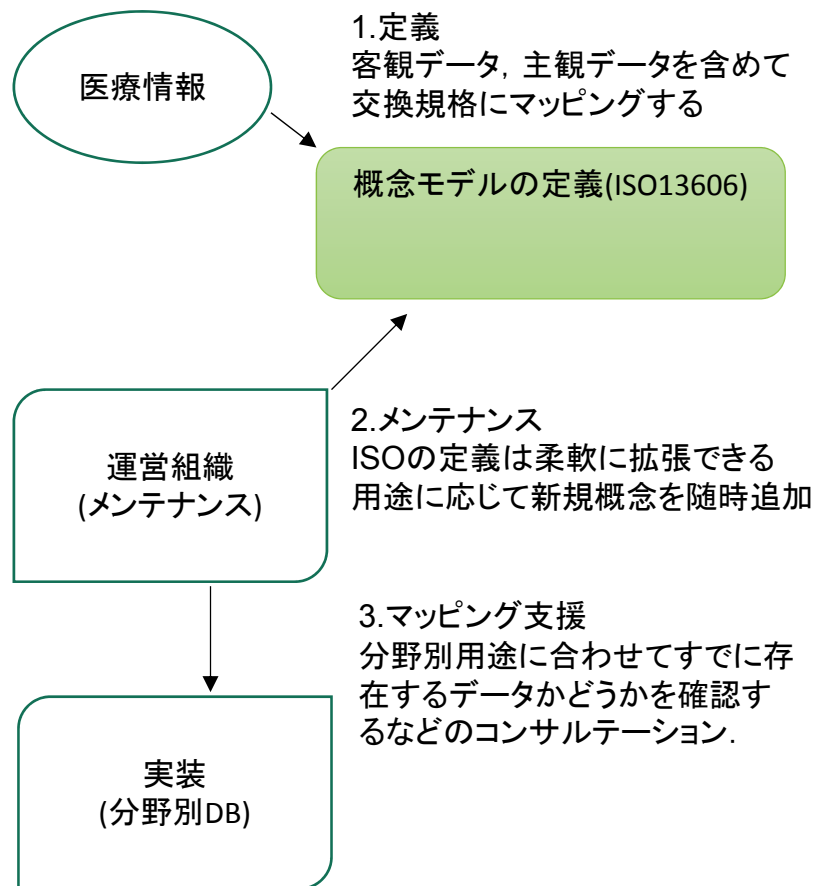 1.定義
客観データ, 主観データを含めて
交換規格にマッピングする
医療情報
概念モデルの定義(ISO13606)
2.メンテナンス
ISOの定義は柔軟に拡張できる
用途に応じて新規概念を随時追加
運営組織
(メンテナンス)
3.マッピング支援
分野別用途に合わせてすでに存
在するデータかどうかを確認す
るなどのコンサルテーション.
実装
(分野別DB)